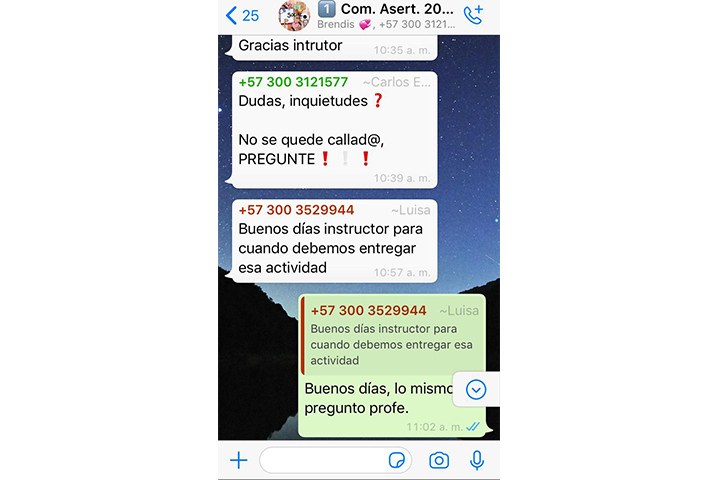 25
1 Com. Asert. 20...
Brendis 💞, +57 300 3121...
Gracias intrutor
10:35 a. m.
+57 300 3121577 ~Carlos E...
Dudas, inquietudes ❓
No se quede callad@,
PREGUNTE ❗❕❗
10:39 a. m.
+57 300 3529944 ~Luisa
Buenos días instructor para
cuando debemos entregar
esa actividad
10:57 a. m.
+57 300 3529944 ~Luisa
Buenos días instructor para
cuando debemos entregar esa
actividad
Buenos días, lo mismo
pregunto profe.
11:02 a. m.